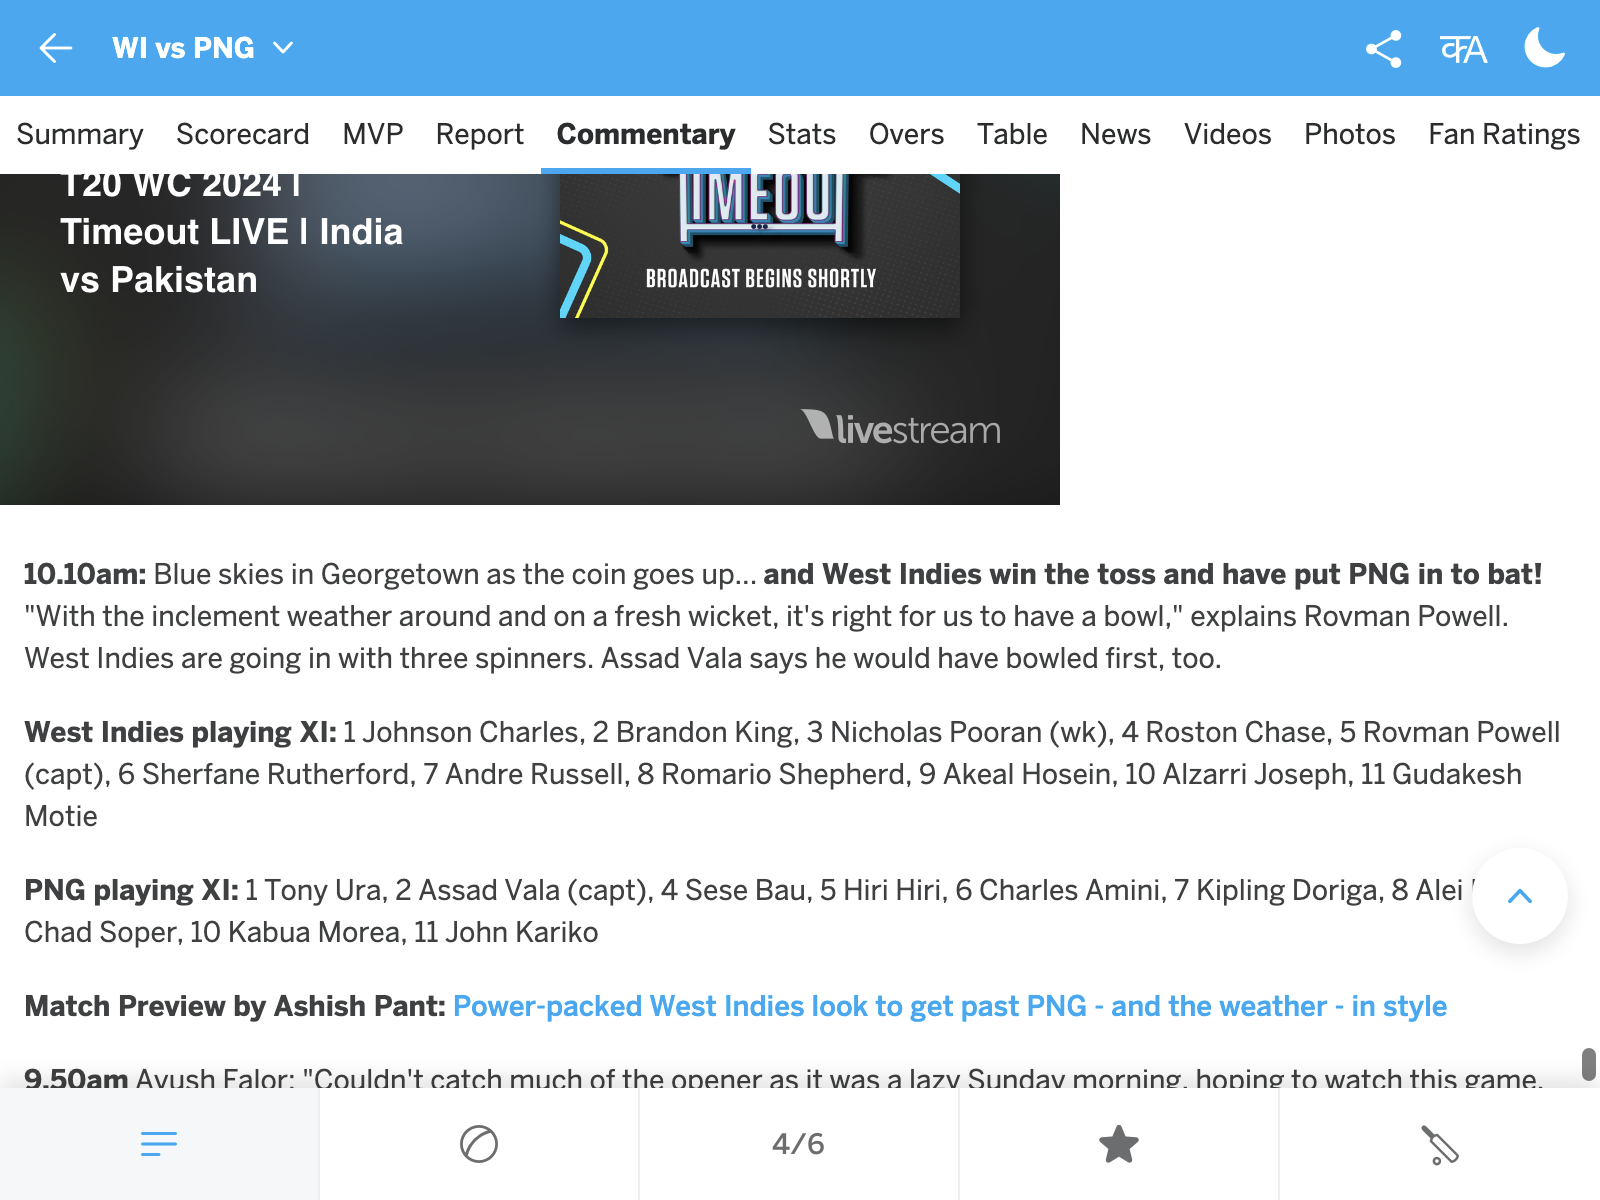 WI vs PNG
कA
Summary Scorecard MVP Report Commentary Stats Overs Table News Videos Photos Fan Ratings
T20 WC 2024 |
Timeout LIVE | India
vs Pakistan
TIMEOUT
BROADCAST BEGINS SHORTLY
livestream
10.10am: Blue skies in Georgetown as the coin goes up... and West Indies win the toss and have put PNG in to bat!
"With the inclement weather around and on a fresh wicket, it's right for us to have a bowl," explains Rovman Powell.
West Indies are going in with three spinners. Assad Vala says he would have bowled first, too.
West Indies playing XI: 1 Johnson Charles, 2 Brandon King, 3 Nicholas Pooran (wk), 4 Roston Chase, 5 Rovman Powell
(capt), 6 Sherfane Rutherford, 7 Andre Russell, 8 Romario Shepherd, 9 Akeal Hosein, 10 Alzarri Joseph, 11 Gudakesh
Motie
PNG playing XI: 1 Tony Ura, 2 Assad Vala (capt), 4 Sese Bau, 5 Hiri Hiri, 6 Charles Amini, 7 Kipling Doriga, 8 Alei
Chad Soper, 10 Kabua Morea, 11 John Kariko
Match Preview by Ashish Pant: Power-packed West Indies look to get past PNG - and the weather - in style
9.50am Ayush Falor: "Couldn't catch much of the opener as it was a lazy Sunday morning, hoping to watch this game.
4/6